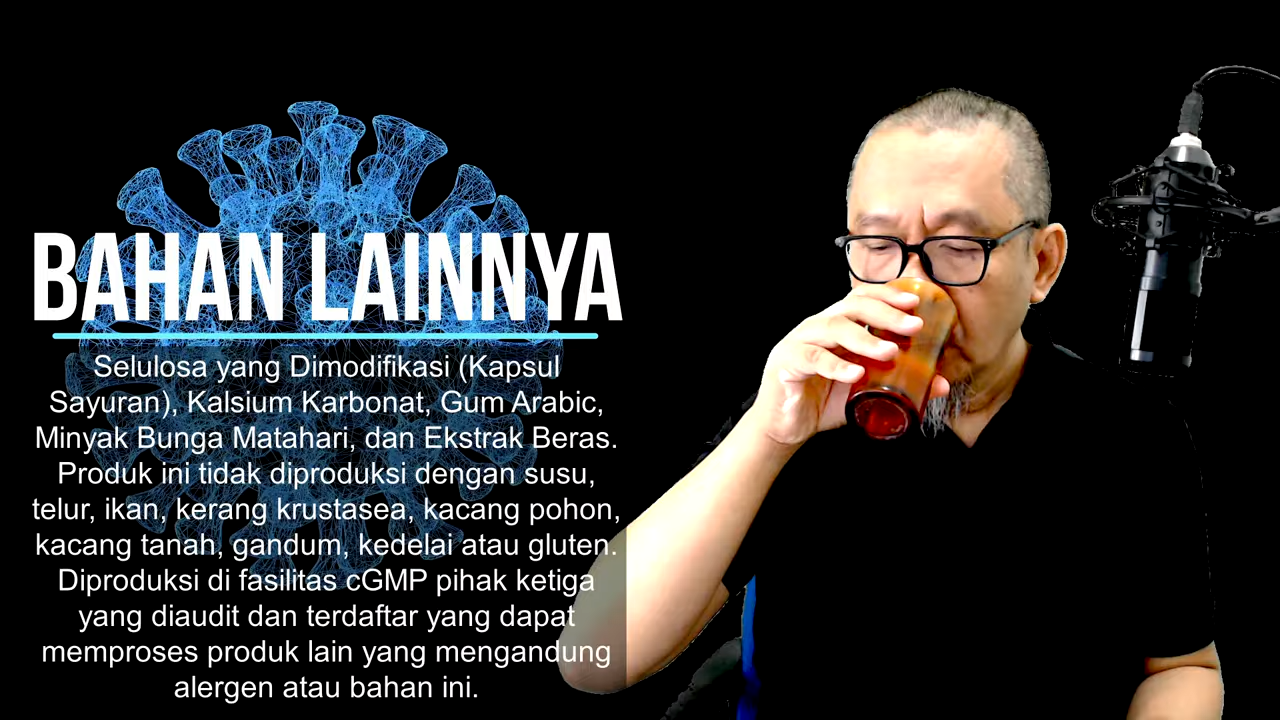 BAHAN LAINNYA
Selulosa yang Dimodifikasi (Kapsul
Sayuran), Kalsium Karbonat, Gum Arabic,
Minyak Bunga Matahari, dan Ekstrak Beras.
Produk ini tidak diproduksi dengan susu,
telur, ikan, kerang krustasea, kacang pohon,
kacang tanah, gandum, kedelai atau gluten.
Diproduksi di fasilitas cGMP pihak ketiga
yang diaudit dan terdaftar yang dapat
memproses produk lain yang mengandung
alergen atau bahan ini.